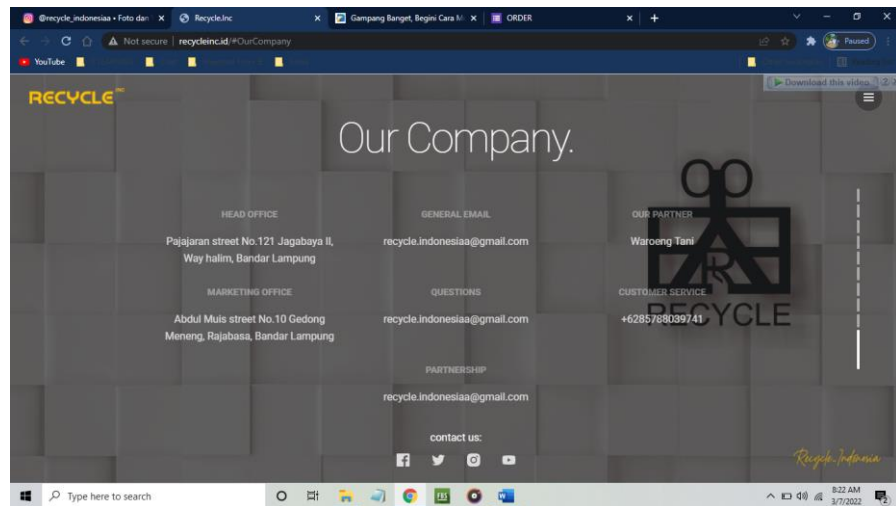 @recycle_indonesiaa • Foto dan
Recycle.Inc
Gampang Banget, Begini Cara M
ORDER
Not secure | recycleinc.id/#OurCompany
Paused
YouTube
Download this video
RECYCLE INC
Our Company.
HEAD OFFICE
GENERAL EMAIL
OUR PARTNER
Pajajaran street No.121 Jagabaya II,
Way halim, Bandar Lampung
recycle.indonesiaa@gmail.com
Waroeng Tani
MARKETING OFFICE
QUESTIONS
CUSTOMER SERVICE
Abdul Muis street No.10 Gedong
Meneng, Rajabasa, Bandar Lampung
recycle.indonesiaa@gmail.com
+6285788039741
R
RECYCLE
PARTNERSHIP
recycle.indonesiaa@gmail.com
contact us:
Recycle.Indonesia
Type here to search
8:22 AM
3/7/2022